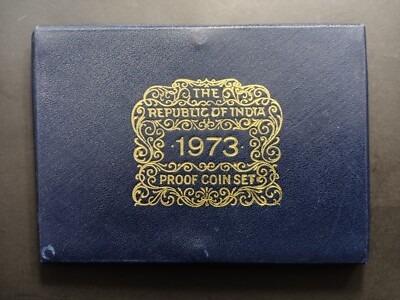 THE
REPUBLIC OF INDIA
·1973·
PROOF COIN SET